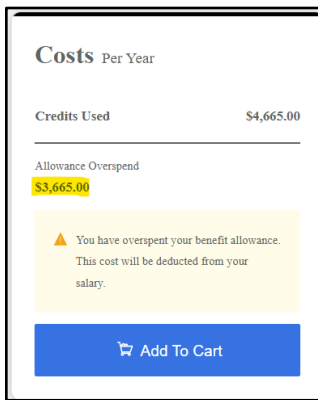 Costs Per Year
Credits Used $4,665.00
Allowance Overspend
$3,665.00
You have overspent your benefit allowance.
This cost will be deducted from your
salary.
Add To Cart